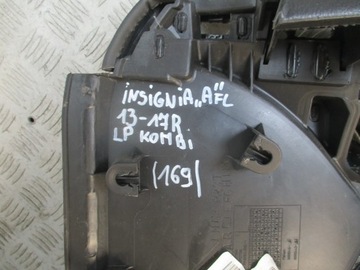 INSIGNIA „A” FL
13-17R
LP KOMBI
(169)